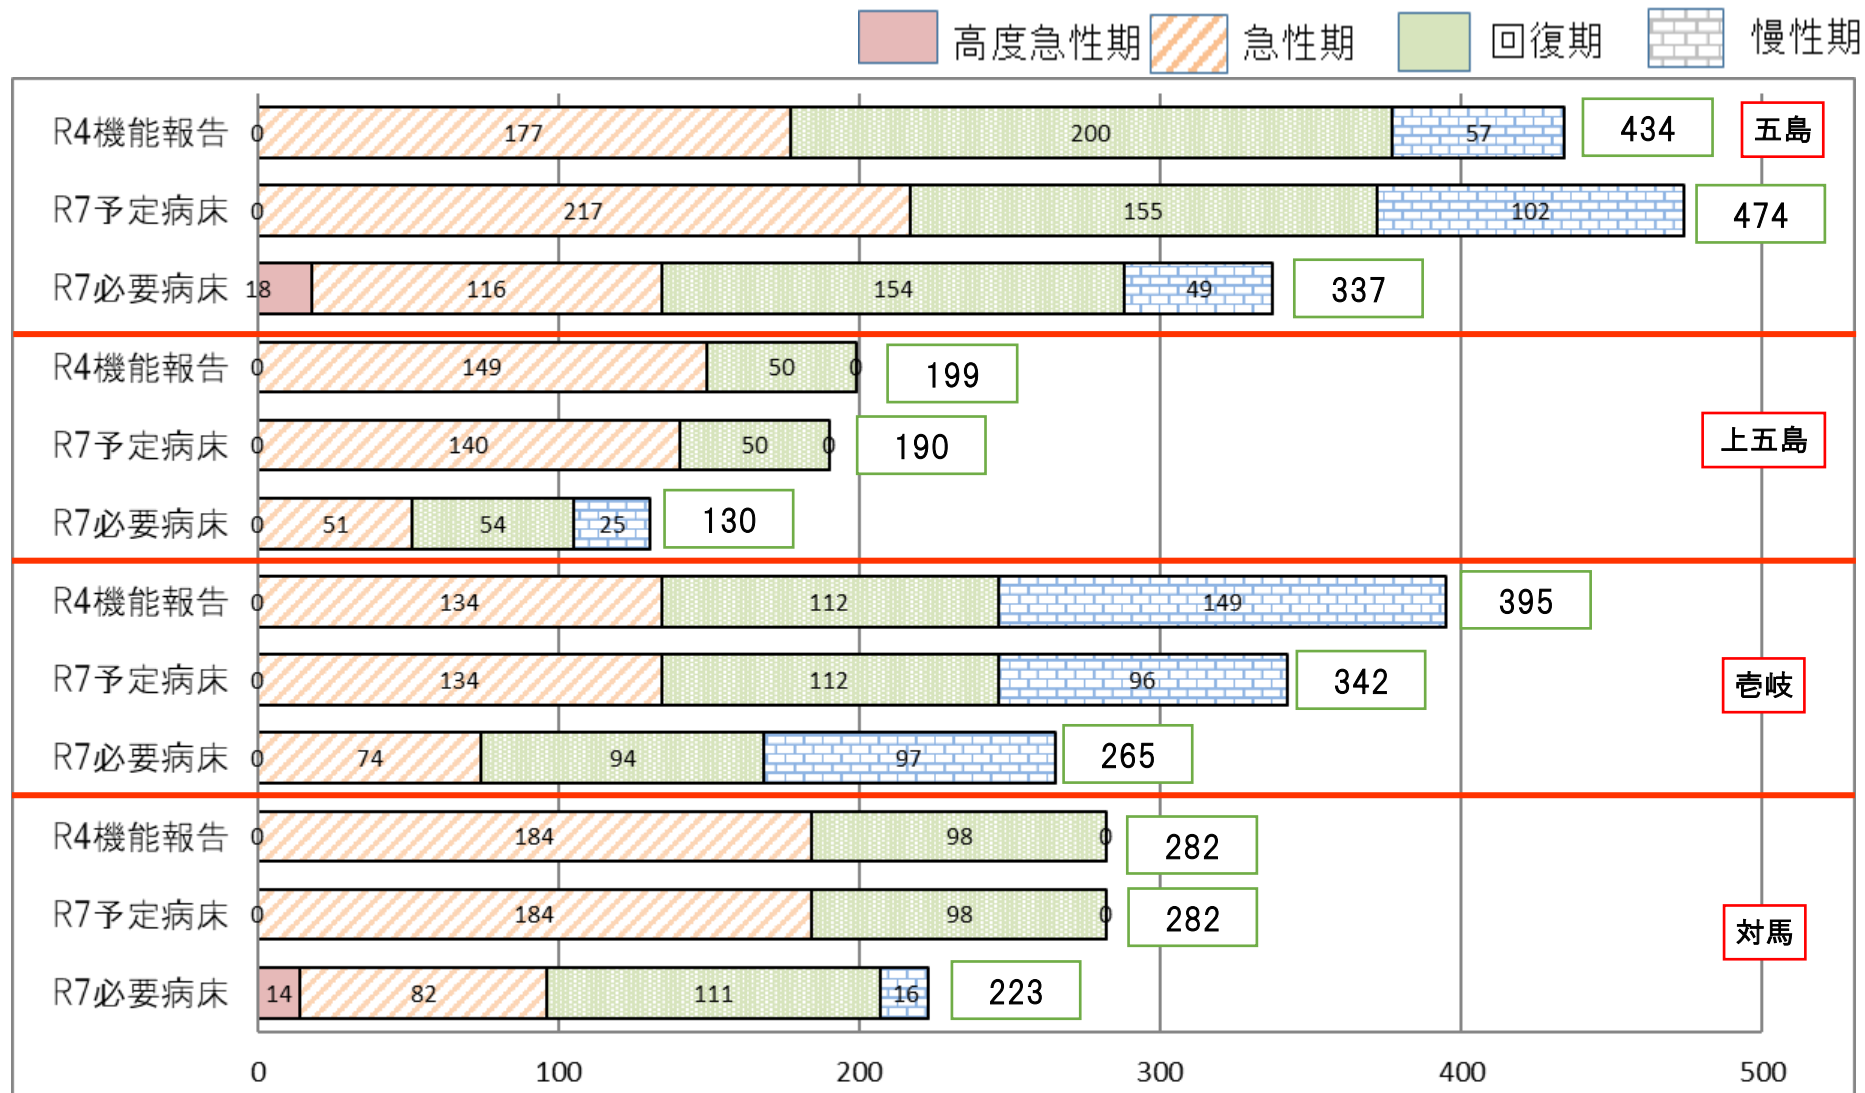 高度急性期 急性期 回復期 慢性期
R4機能報告 0 177 200 57 434 五島
R7予定病床 0 217 155 102 474
R7必要病床 18 116 154 49 337
R4機能報告 0 149 50 0 199
R7予定病床 0 140 50 0 190 上五島
R7必要病床 0 51 54 25 130
R4機能報告 0 134 112 149 395
R7予定病床 0 134 112 96 342 壱岐
R7必要病床 0 74 94 97 265
R4機能報告 0 184 98 0 282
R7予定病床 0 184 98 0 282 対馬
R7必要病床 14 82 111 16 223
0 100 200 300 400 500